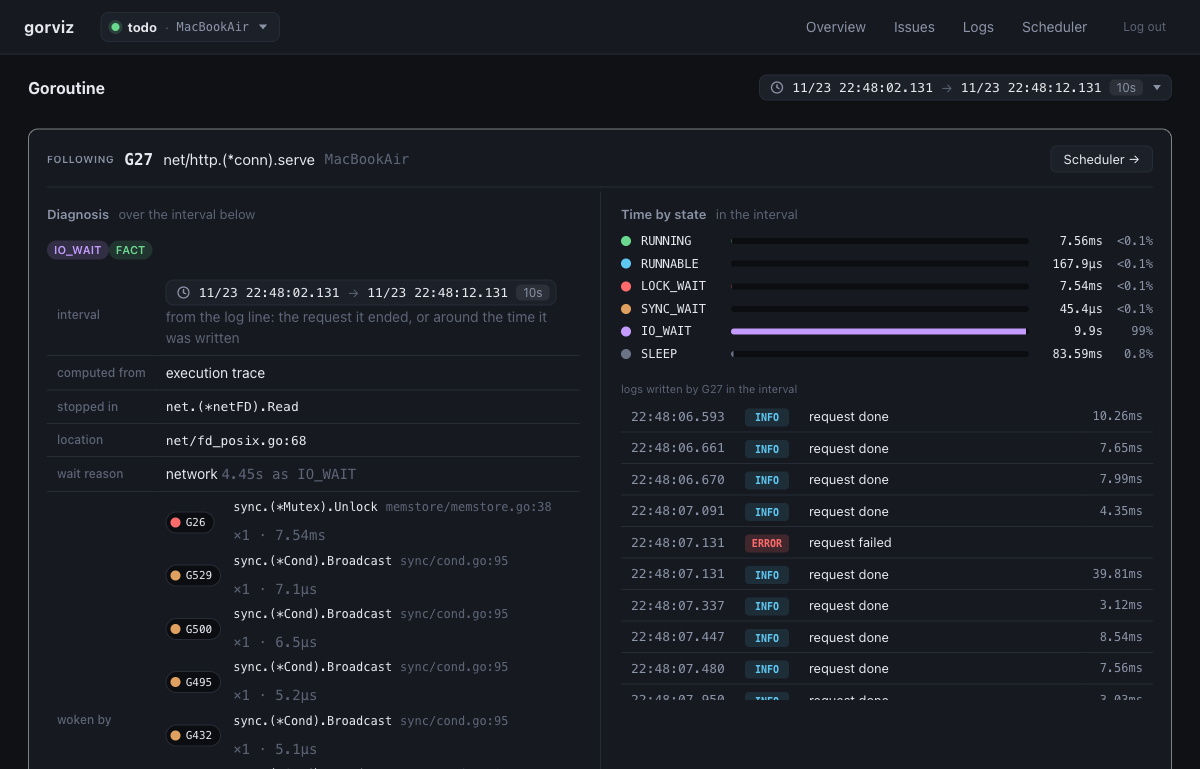 gorviz
todo · MacBookAir
Overview Issues Logs Scheduler Log out
Goroutine
11/23 22:48:02.131 → 11/23 22:48:12.131 10s
FOLLOWING G27 net/http.(*conn).serve MacBookAir
Scheduler →
Diagnosis over the interval below
IO_WAIT FACT
interval
11/23 22:48:02.131 → 11/23 22:48:12.131 10s
from the log line: the request it ended, or around the time it
was written
computed from execution trace
stopped in net.(*netFD).Read
location net/fd_posix.go:68
wait reason network 4.45s as IO_WAIT
woken by
G26 sync.(*Mutex).Unlock memstore/memstore.go:38
×1 · 7.54ms
G529 sync.(*Cond).Broadcast sync/cond.go:95
×1 · 7.1µs
G500 sync.(*Cond).Broadcast sync/cond.go:95
×1 · 6.5µs
G495 sync.(*Cond).Broadcast sync/cond.go:95
×1 · 5.2µs
G432 sync.(*Cond).Broadcast sync/cond.go:95
×1 · 5.1µs
Time by state in the interval
RUNNING 7.56ms <0.1%
RUNNABLE 167.9µs <0.1%
LOCK_WAIT 7.54ms <0.1%
SYNC_WAIT 45.4µs <0.1%
IO_WAIT 9.9s 99%
SLEEP 83.59ms 0.8%
logs written by G27 in the interval
22:48:06.593 INFO request done 10.26ms
22:48:06.661 INFO request done 7.65ms
22:48:06.670 INFO request done 7.99ms
22:48:07.091 INFO request done 4.35ms
22:48:07.131 ERROR request failed
22:48:07.131 INFO request done 39.81ms
22:48:07.337 INFO request done 3.12ms
22:48:07.447 INFO request done 8.54ms
22:48:07.480 INFO request done 7.56ms
22:48:07.950 INFO request done 3.03ms